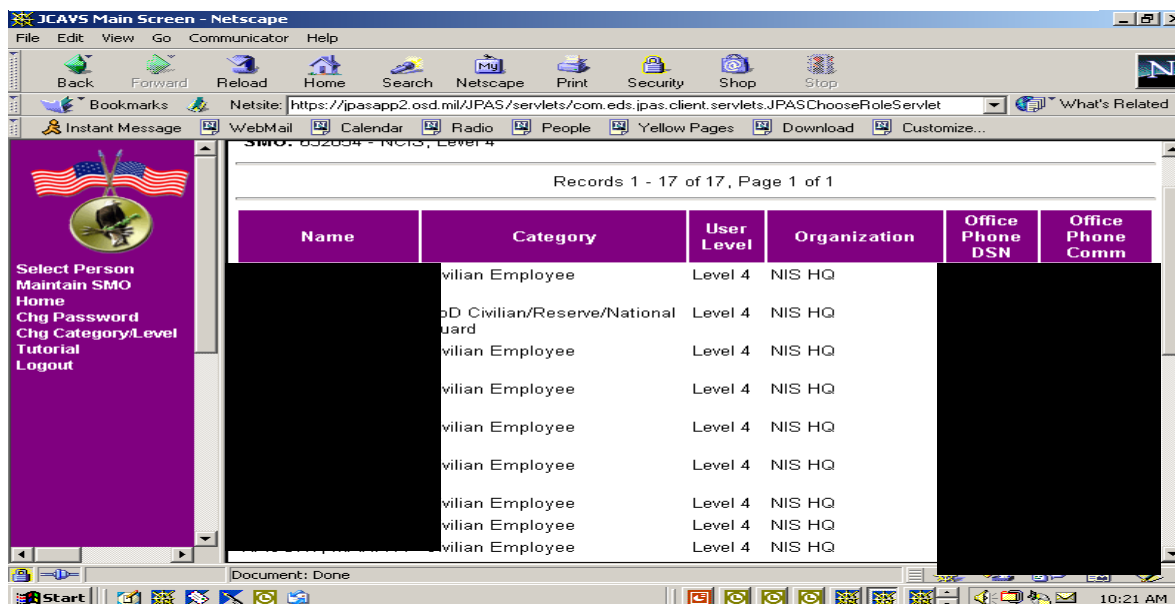 JCAVS Main Screen - Netscape
File Edit View Go Communicator Help
Back Forward Reload Home Search Netscape Print Security Shop Stop
Bookmarks Netsite: https://jpasapp2.osd.mil/JPAS/servlets/com.eds.jpas.client.servlets.JPASChooseRoleServlet What's Related
Instant Message WebMail Calendar Radio People Yellow Pages Download Customize...
Records 1 - 17 of 17, Page 1 of 1
Name Category User Level Organization Office Phone DSN Office Phone Comm
Select Person
Maintain SMO
Home
Chg Password
Chg Category/Level
Tutorial
Logout
vilian Employee Level 4 NIS HQ
oD Civilian/Reserve/National Level 4 NIS HQ
uard
vilian Employee Level 4 NIS HQ
vilian Employee Level 4 NIS HQ
vilian Employee Level 4 NIS HQ
vilian Employee Level 4 NIS HQ
vilian Employee Level 4 NIS HQ
vilian Employee Level 4 NIS HQ
vilian Employee Level 4 NIS HQ
Document: Done
Start 10:21 AM